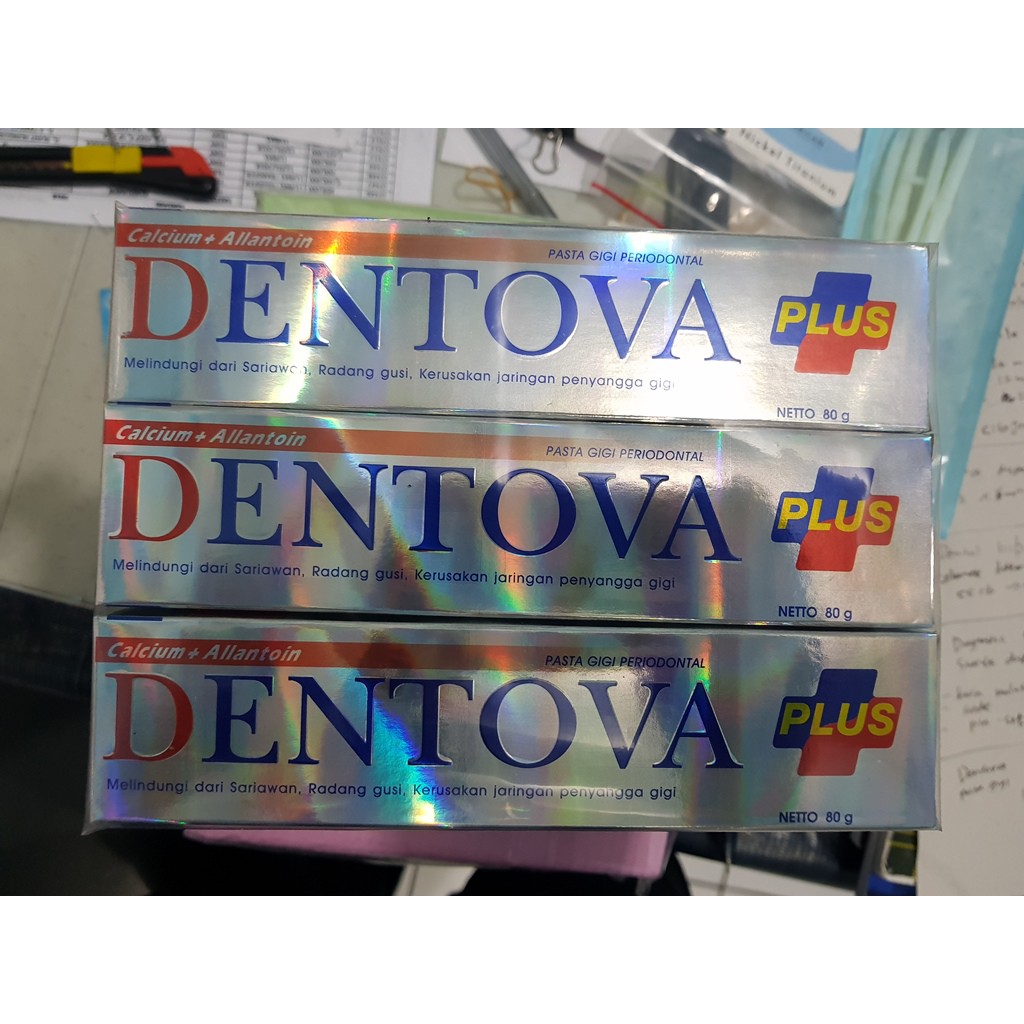 Nickel Titanium
Calcium + Allantoin
PASTA GIGI PERIODONTAL
DENTOVA
PLUS
Melindungi dari Sariawan, Radang gusi, Kerusakan jaringan penyangga gigi
NETTO 80 g
Calcium + Allantoin
PASTA GIGI PERIODONTAL
DENTOVA
PLUS
Melindungi dari Sariawan, Radang gusi, Kerusakan jaringan penyangga gigi
NETTO 80 g
Calcium + Allantoin
PASTA GIGI PERIODONTAL
DENTOVA
PLUS
Melindungi dari Sariawan, Radang gusi, Kerusakan jaringan penyangga gigi
NETTO 80 g